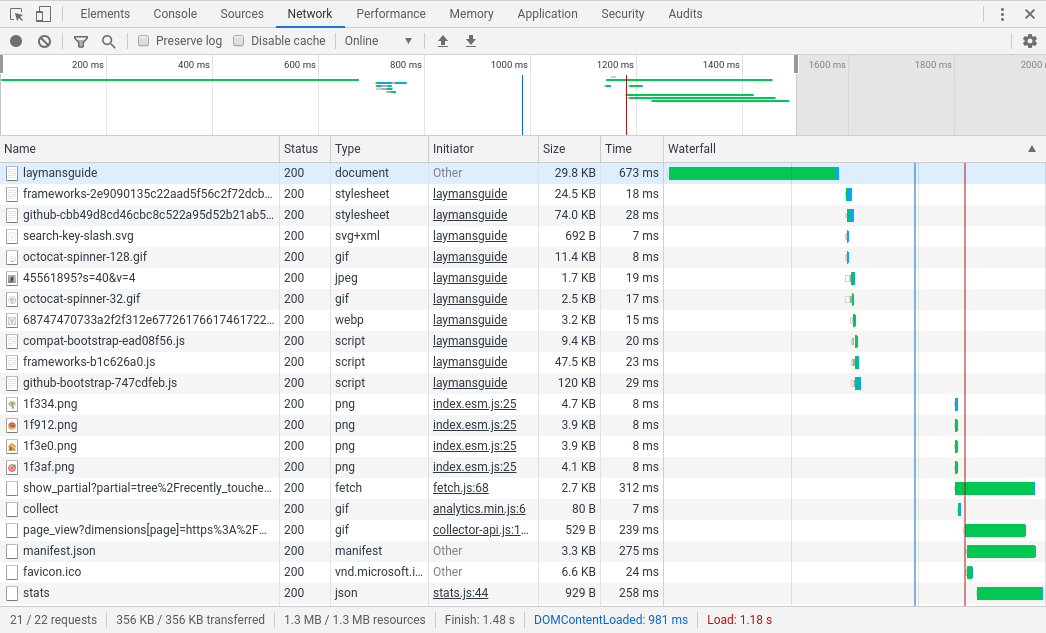 Elements Console Sources Network Performance Memory Application Security Audits
Preserve log Disable cache Online
200 ms 400 ms 600 ms 800 ms 1000 ms 1200 ms 1400 ms 1600 ms 1800 ms 2000
Name Status Type Initiator Size Time Waterfall
laymansguide 200 document Other 29.8 KB 673 ms
frameworks-2e9090135c22aad5f56c2f72dcb... 200 stylesheet laymansguide 24.5 KB 18 ms
github-cbb49d8cd46cbc8c522a95d52b21ab5... 200 stylesheet laymansguide 74.0 KB 28 ms
search-key-slash.svg 200 svg+xml laymansguide 692 B 7 ms
octocat-spinner-128.gif 200 gif laymansguide 11.4 KB 8 ms
45561895?s=40&v=4 200 jpeg laymansguide 1.7 KB 19 ms
octocat-spinner-32.gif 200 gif laymansguide 2.5 KB 17 ms
68747470733a2f2f312e67726176617461722... 200 webp laymansguide 3.2 KB 15 ms
compat-bootstrap-ead08f56.js 200 script laymansguide 9.4 KB 20 ms
frameworks-b1c626a0.js 200 script laymansguide 47.5 KB 23 ms
github-bootstrap-747cdfeb.js 200 script laymansguide 120 KB 29 ms
1f334.png 200 png index.esm.js:25 4.7 KB 8 ms
1f912.png 200 png index.esm.js:25 3.9 KB 8 ms
1f3e0.png 200 png index.esm.js:25 3.9 KB 8 ms
1f3af.png 200 png index.esm.js:25 4.1 KB 8 ms
show_partial?partial=tree%2Frecently_touche... 200 fetch fetch.js:68 2.7 KB 312 ms
collect 200 gif analytics.min.js:6 80 B 7 ms
page_view?dimensions[page]=https%3A%2F... 200 gif collector-api.js:1... 529 B 239 ms
manifest.json 200 manifest Other 3.3 KB 275 ms
favicon.ico 200 vnd.microsoft.i... Other 6.6 KB 24 ms
stats 200 json stats.js:44 929 B 258 ms
21 / 22 requests 356 KB / 356 KB transferred 1.3 MB / 1.3 MB resources Finish: 1.48 s DOMContentLoaded: 981 ms Load: 1.18 s